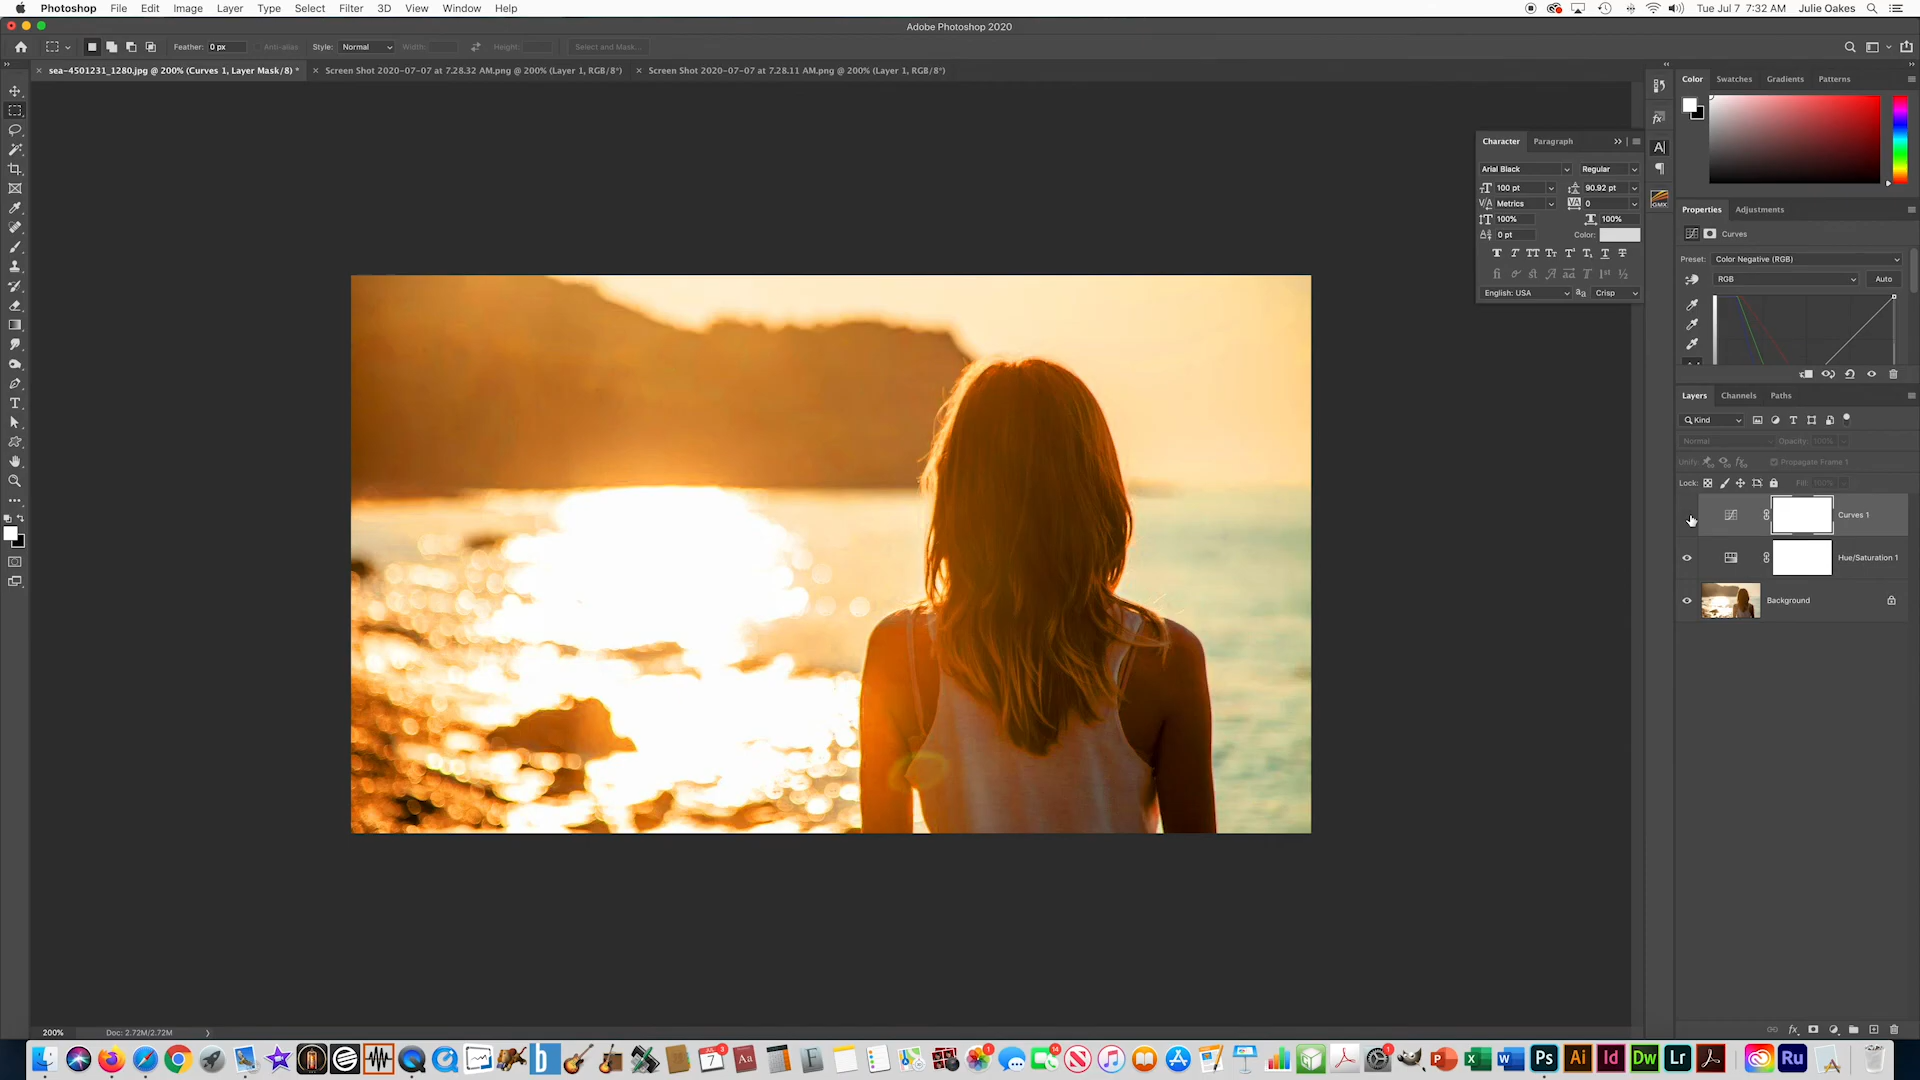 Photoshop File Edit Image Layer Type Select Filter 3D View Window Help Tue Jul 7 7:32 AM Julie Oakes
Adobe Photoshop 2020
Feather: 0 px Anti-alias Style: Normal Width: Height: Select and Mask...
sea-4501231_1280.jpg @ 200% (Curves 1, Layer Mask/8) * Screen Shot 2020-07-07 at 7.28.32 AM.png @ 200% (Layer 1, RGB/8*) Screen Shot 2020-07-07 at 7.28.11 AM.png @ 200% (Layer 1, RGB/8*)
Color Swatches Gradients Patterns
Character Paragraph
Arial Black Regular
100 pt 90.92 pt
Metrics 0
100% 100%
0 pt Color:
English: USA Crisp
Properties Adjustments
Curves
Preset: Color Negative (RGB)
RGB Auto
Layers Channels Paths
Kind
Normal Opacity: 100%
Unify: Propagate Frame 1
Lock: Fill: 100%
Curves 1
Hue/Saturation 1
Background
200% Doc: 2.72M/2.72M
Ps Ai Id Dw Lr Ru